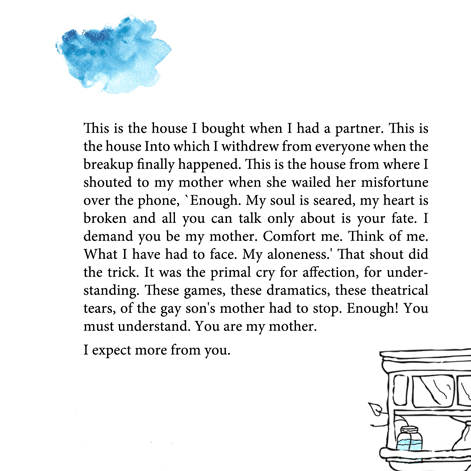 This is the house I bought when I had a partner. This is
the house Into which I withdrew from everyone when the
breakup finally happened. This is the house from where I
shouted to my mother when she wailed her misfortune
over the phone, `Enough. My soul is seared, my heart is
broken and all you can talk only about is your fate. I
demand you be my mother. Comfort me. Think of me.
What I have had to face. My aloneness.' That shout did
the trick. It was the primal cry for affection, for under-
standing. These games, these dramatics, these theatrical
tears, of the gay son's mother had to stop. Enough! You
must understand. You are my mother.
I expect more from you.